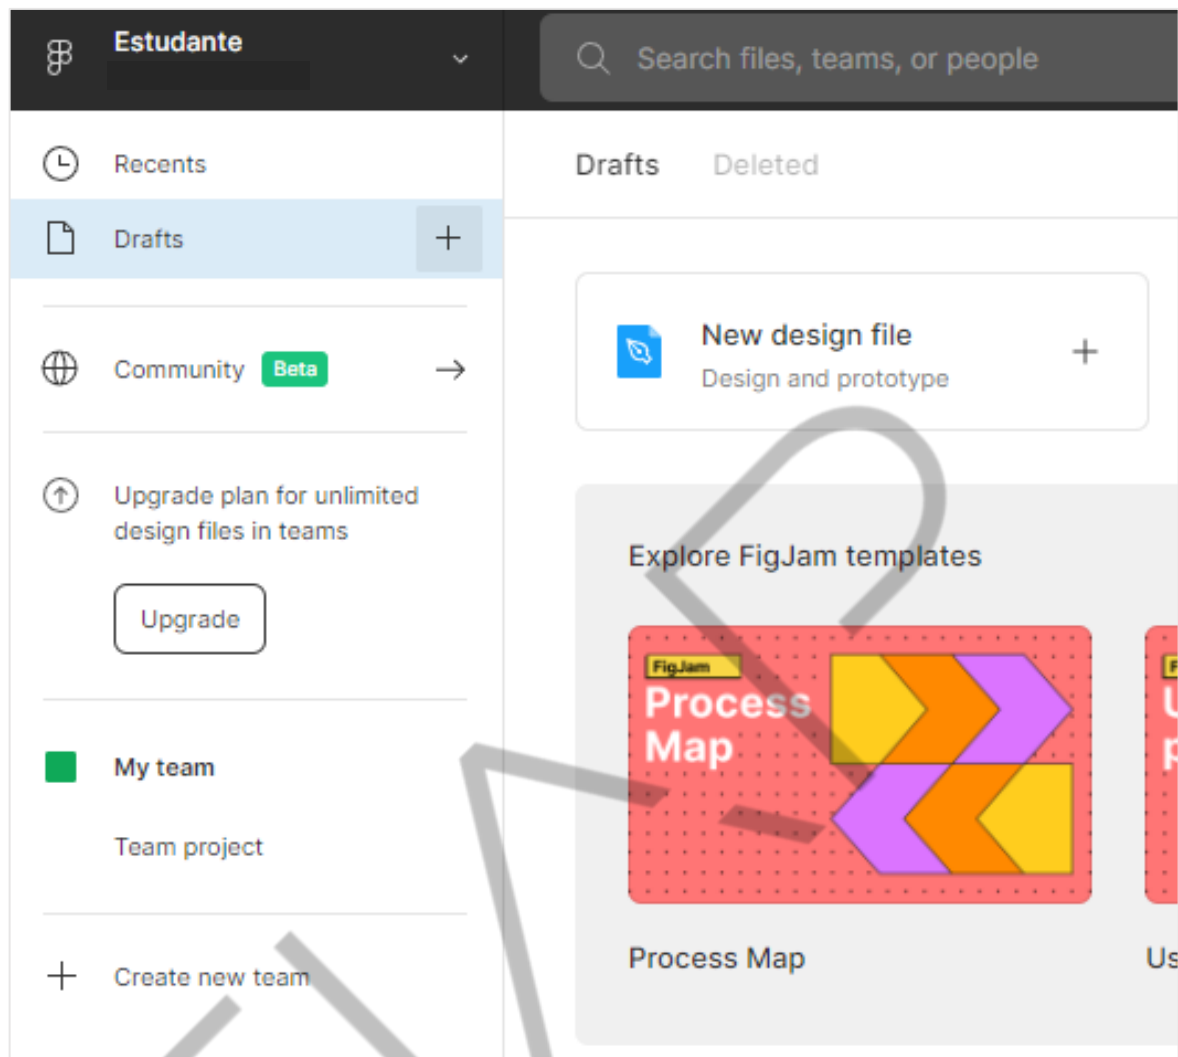 Estudante
Search files, teams, or people
Recents
Drafts
Community Beta
Upgrade plan for unlimited
design files in teams
Upgrade
My team
Team project
Create new team
Drafts Deleted
New design file
Design and prototype
Explore FigJam templates
FigJam
Process
Map
Process Map
Us